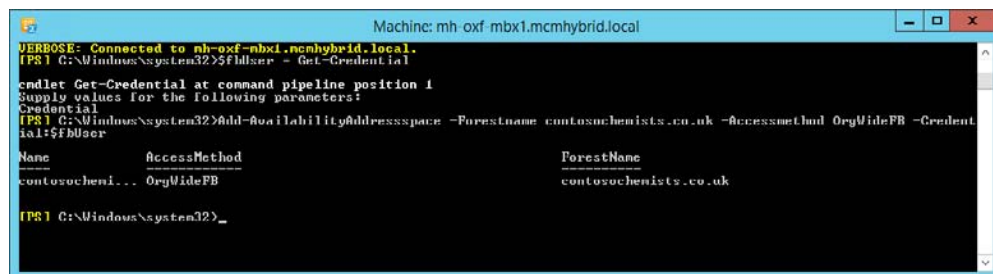 Machine: mh-oxf-mbx1.mcmhybrid.local
VERBOSE: Connected to mh-oxf-mbx1.mcmhybrid.local.
[PS] C:\Windows\system32>$fbUser = Get-Credential
cmdlet Get-Credential at command pipeline position 1
Supply values for the following parameters:
Credential
[PS] C:\Windows\system32>Add-AvailabilityAddressspace -Forestname contosochemists.co.uk -Accessmethod OrgWideFB -Credent
ial:$fbUser
Name AccessMethod ForestName
---- ------------ ----------
contosochemi... OrgWideFB contosochemists.co.uk
[PS] C:\Windows\system32>_